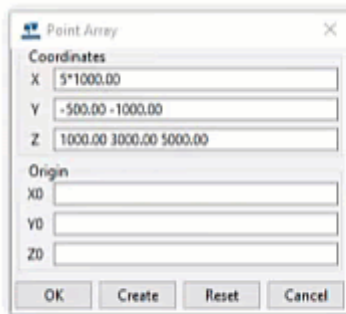 Point Array
Coordinates
X 5*1000.00
Y -500.00 -1000.00
Z 1000.00 3000.00 5000.00
Origin
X0
Y0
Z0
OK Create Reset Cancel